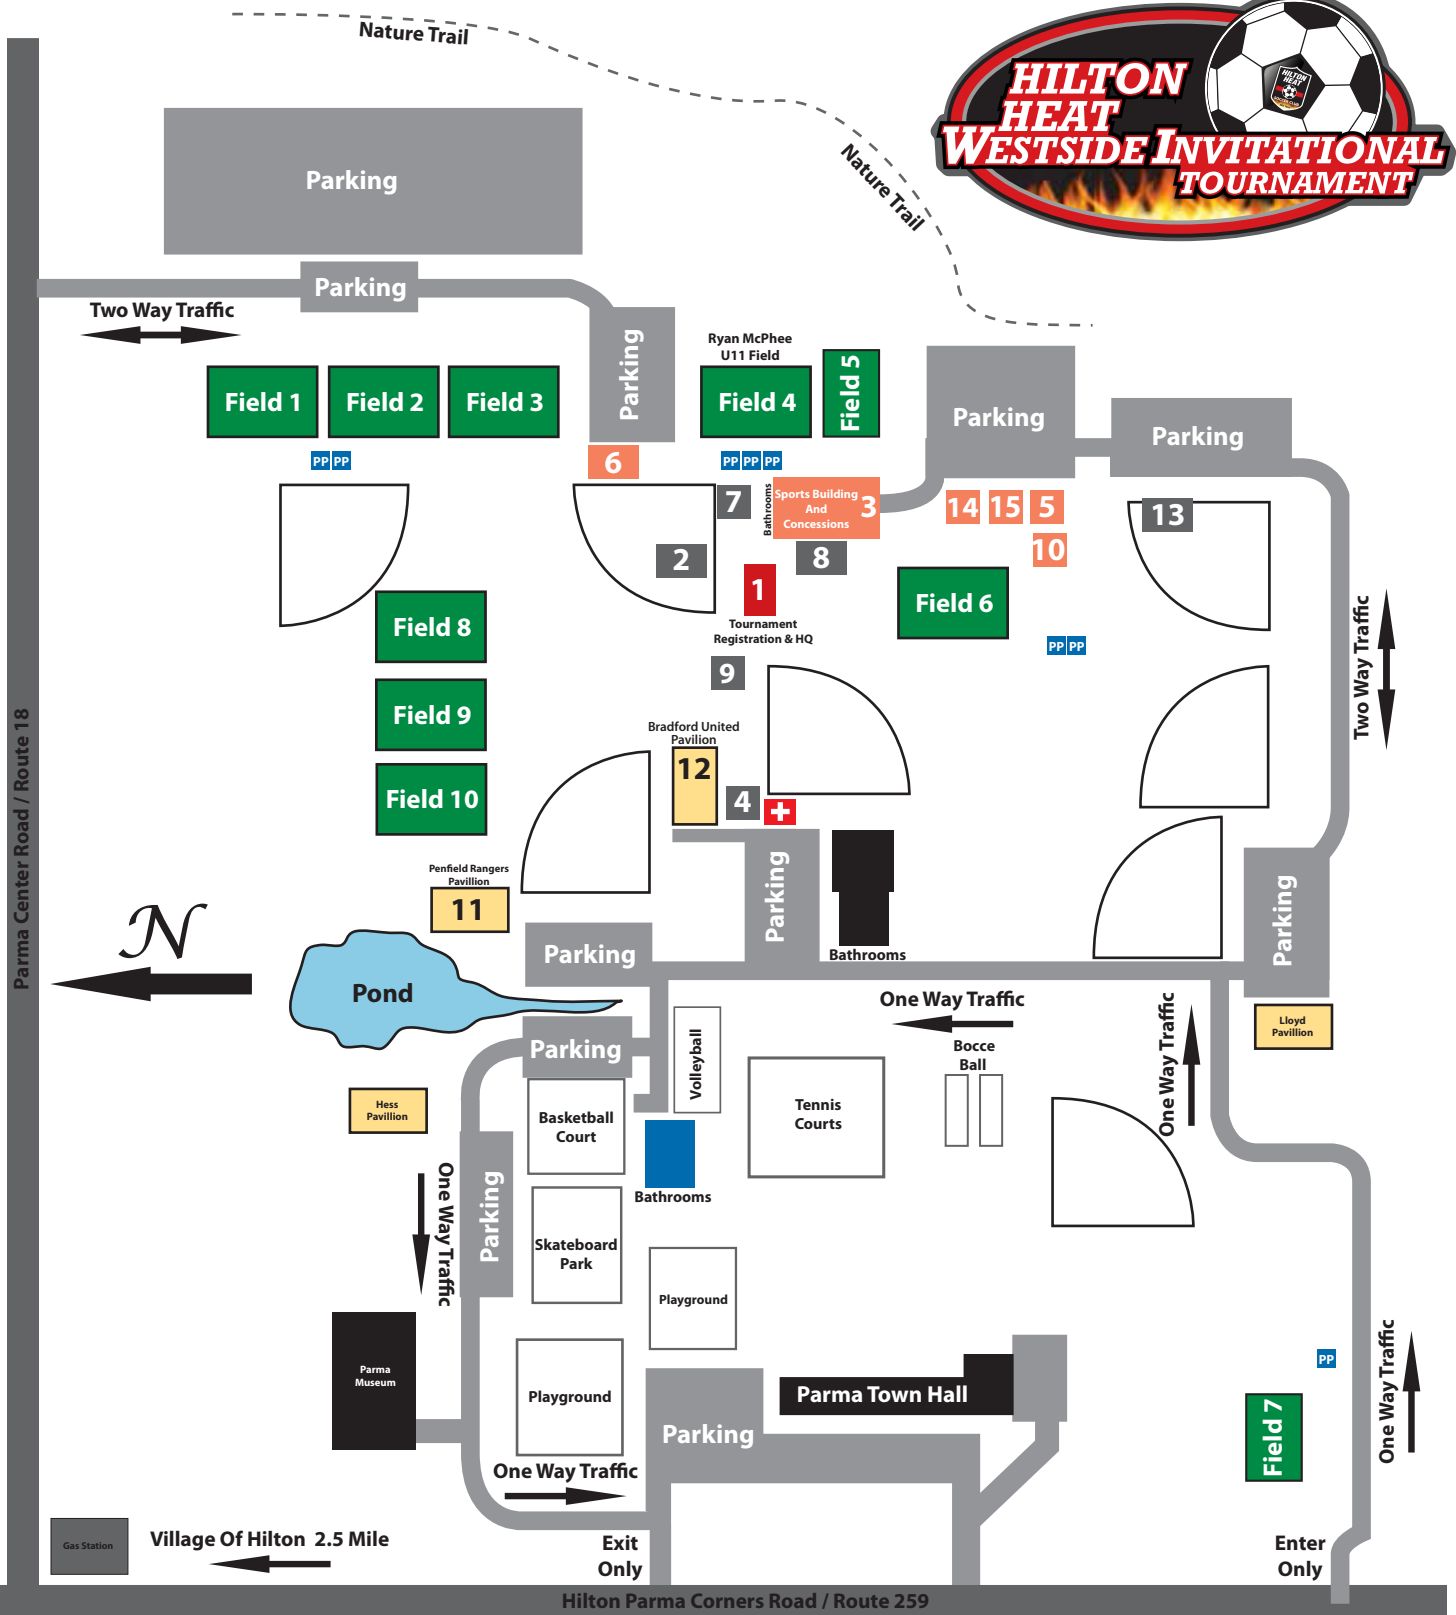 Nature Trail
HILTON
HEAT
WESTSIDE INVITATIONAL
TOURNAMENT
HILTON
HEAT
Nature Trail
Parking
Parking
Two Way Traffic
Parking
Ryan McPhee
U11 Field
Field 1
Field 2
Field 3
Field 4
Field 5
Parking
Parking
PP PP
6
PP PP PP
7
Bathrooms
Sports Building
And
Concessions
3
14
15
5
13
10
2
8
1
Tournament
Registration & HQ
Field 6
PP PP
Two Way Traffic
Field 8
9
Field 9
Bradford United
Pavilion
12
4
Field 10
Parma Center Road / Route 18
Penfield Rangers
Pavillion
11
Parking
Bathrooms
Parking
N
Parking
Pond
One Way Traffic
One Way Traffic
Lloyd
Pavillion
Parking
Volleyball
Bocce
Ball
Hess
Pavillion
Basketball
Court
Tennis
Courts
Bathrooms
One Way Traffic
Parking
Skateboard
Park
Playground
Parma
Museum
Playground
Parma Town Hall
Parking
PP
Field 7
One Way Traffic
One Way Traffic
Gas Station
Village Of Hilton 2.5 Mile
Exit
Only
Enter
Only
Hilton Parma Corners Road / Route 259